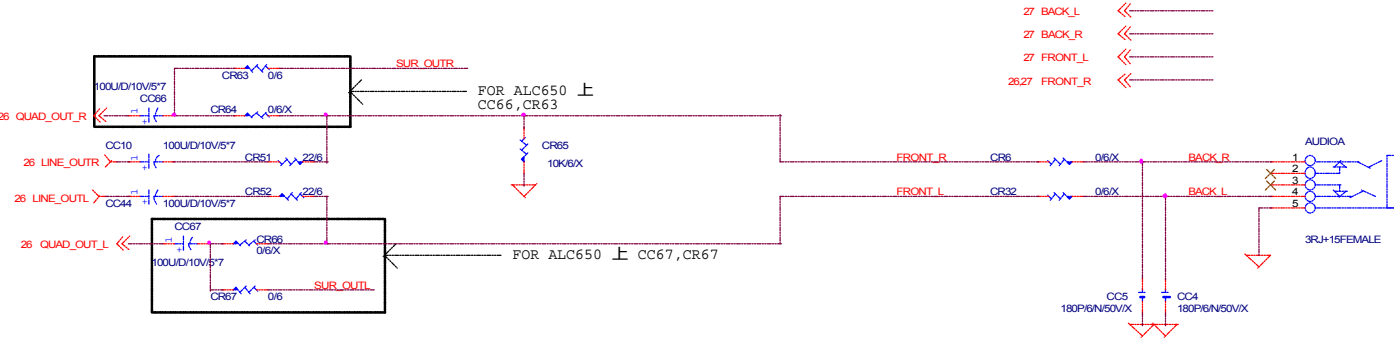 27 BACK_L
27 BACK_R
27 FRONT_L
26,27 FRONT_R
SUR_OUTR
CR63 0/6
100U/D/10V/5*7
CC66
1
+
CR64 0/6/X
26 QUAD_OUT_R
FOR ALC650 上
CC66,CR63
CR65
10K/6/X
CC10 100U/D/10V/5*7
26 LINE_OUTR
1
+
CR51 22/6
26 LINE_OUTL
1
+
CR52 22/6
CC44 100U/D/10V/5*7
CC67
26 QUAD_OUT_L
1
+
CR66
0/6/X
100U/D/10V/5*7
CR67 0/6
SUR_OUTL
FOR ALC650 上 CC67,CR67
FRONT_R CR6 0/6/X BACK_R
FRONT_L CR32 0/6/X BACK_L
AUDIOA
1
2
3
4
5
3RJ+15FEMALE
CC5
180P/6/N/50V/X
CC4
180P/6/N/50V/X